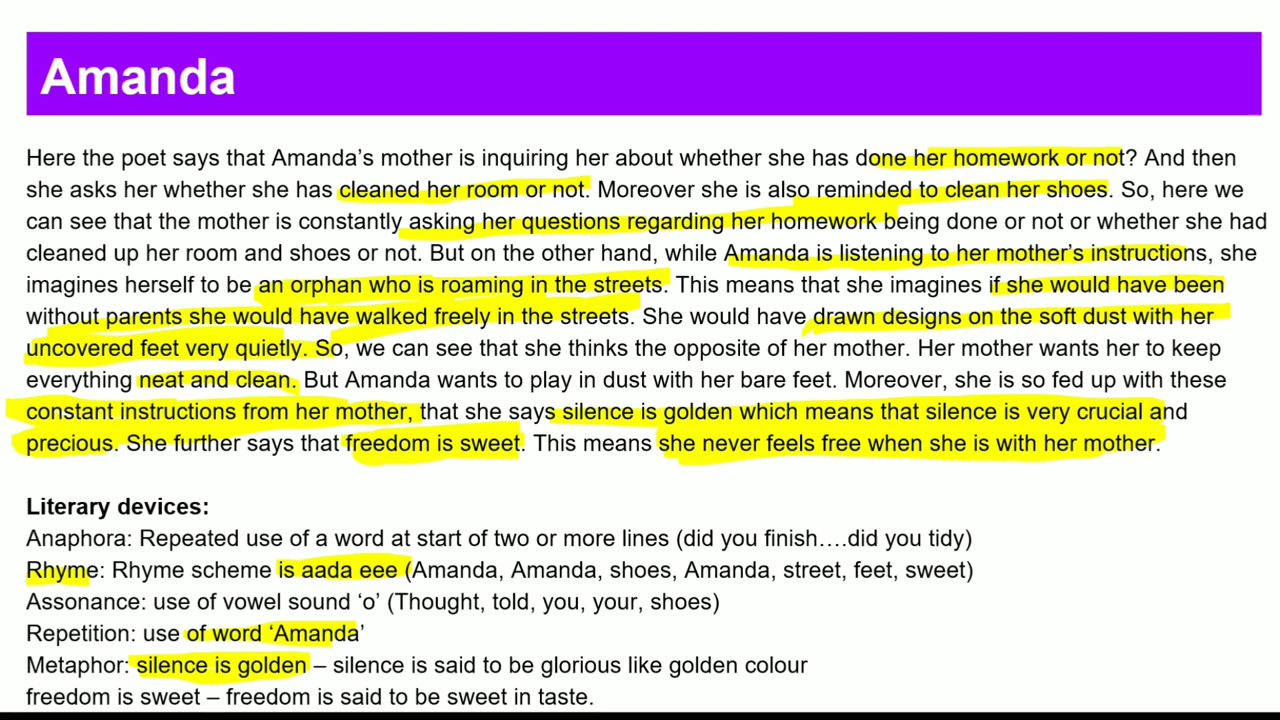 Amanda
Here the poet says that Amanda’s mother is inquiring her about whether she has done her homework or not? And then
she asks her whether she has cleaned her room or not. Moreover she is also reminded to clean her shoes. So, here we
can see that the mother is constantly asking her questions regarding her homework being done or not or whether she had
cleaned up her room and shoes or not. But on the other hand, while Amanda is listening to her mother’s instructions, she
imagines herself to be an orphan who is roaming in the streets. This means that she imagines if she would have been
without parents she would have walked freely in the streets. She would have drawn designs on the soft dust with her
uncovered feet very quietly. So, we can see that she thinks the opposite of her mother. Her mother wants her to keep
everything neat and clean. But Amanda wants to play in dust with her bare feet. Moreover, she is so fed up with these
constant instructions from her mother, that she says silence is golden which means that silence is very crucial and
precious. She further says that freedom is sweet. This means she never feels free when she is with her mother.
Literary devices:
Anaphora: Repeated use of a word at start of two or more lines (did you finish….did you tidy)
Rhyme: Rhyme scheme is aada eee (Amanda, Amanda, shoes, Amanda, street, feet, sweet)
Assonance: use of vowel sound ‘o’ (Thought, told, you, your, shoes)
Repetition: use of word ‘Amanda’
Metaphor: silence is golden – silence is said to be glorious like golden colour
freedom is sweet – freedom is said to be sweet in taste.